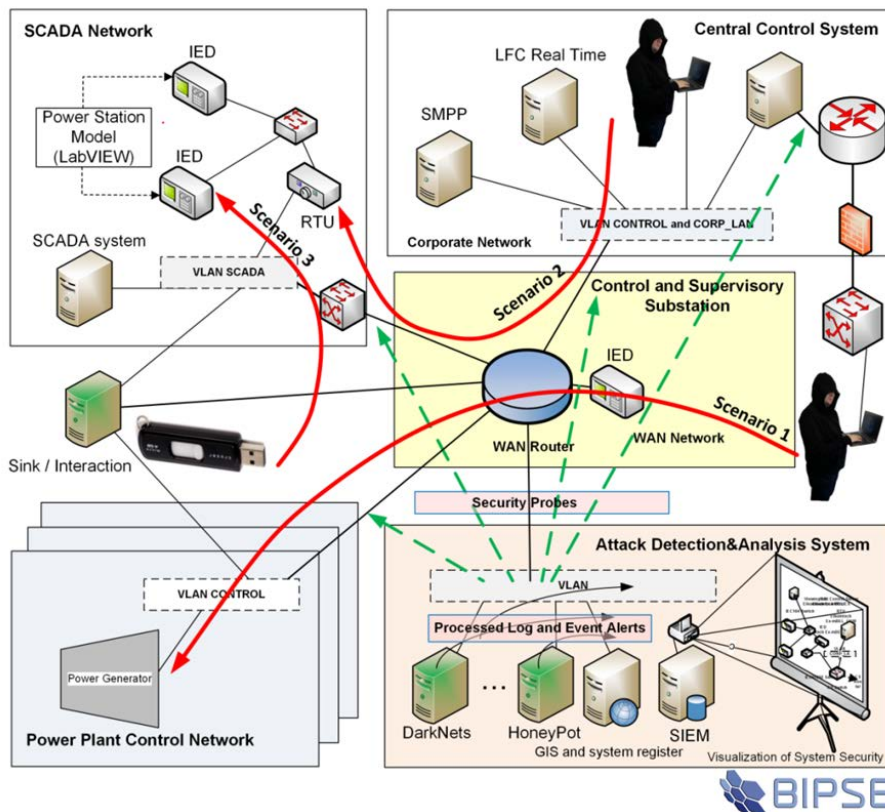 SCADA Network
IED
Power Station
Model
(LabVIEW)
IED
RTU
SCADA system
VLAN SCADA
Scenario 3
Central Control System
LFC Real Time
SMPP
VLAN CONTROL and CORP_LAN
Corporate Network
Scenario 2
Control and Supervisory
Substation
IED
WAN Router
WAN Network
Scenario 1
Sink / Interaction
Security Probes
VLAN CONTROL
Power Generator
Power Plant Control Network
Attack Detection&Analysis System
VLAN
Processed Log and Event Alerts
DarkNets
...
HoneyPot
SIEM
GIS and system register
Visualization of System Security
BIPSE